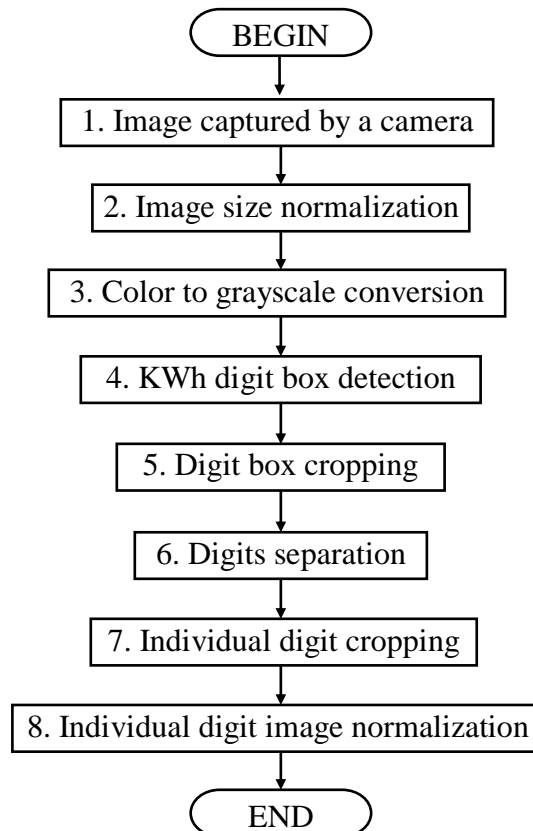 BEGIN
1. Image captured by a camera
2. Image size normalization
3. Color to grayscale conversion
4. KWh digit box detection
5. Digit box cropping
6. Digits separation
7. Individual digit cropping
8. Individual digit image normalization
END